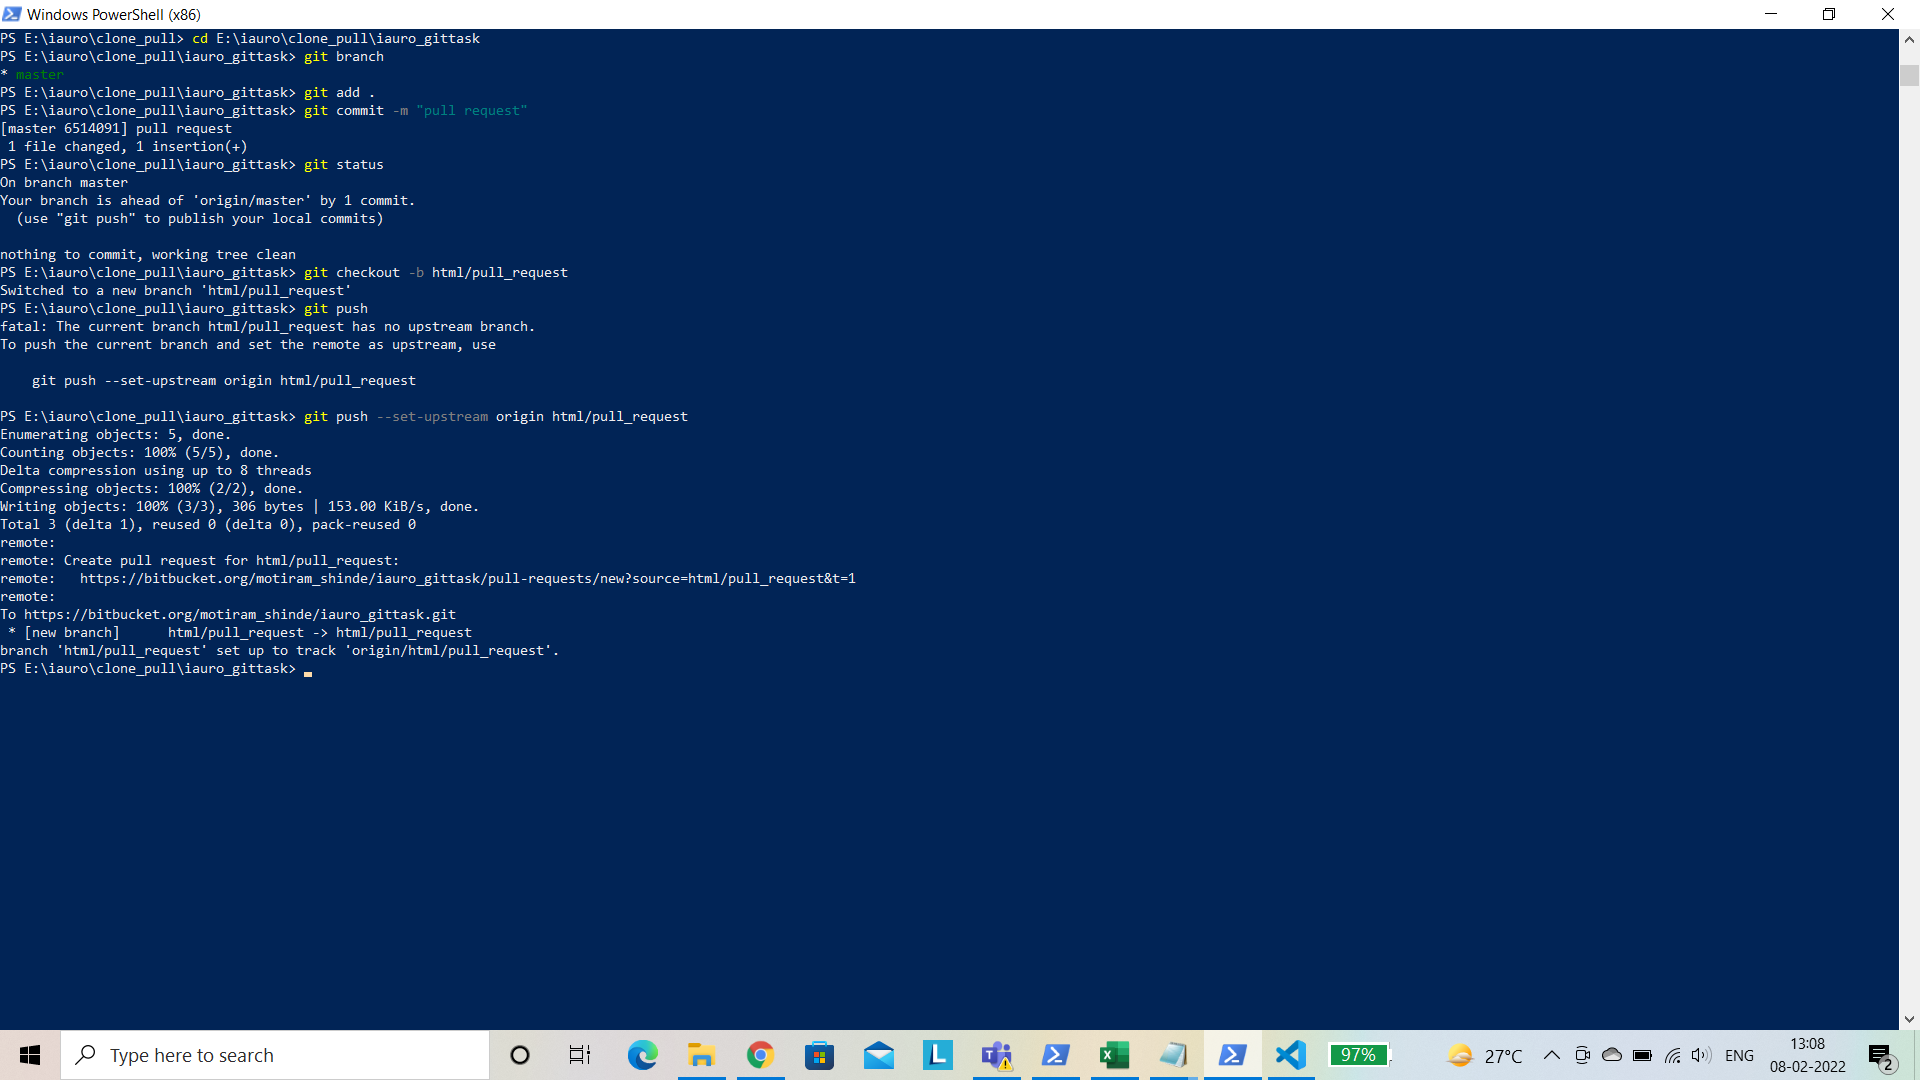 Windows PowerShell (x86)
PS E:\iauro\clone_pull> cd E:\iauro\clone_pull\iauro_gittask
PS E:\iauro\clone_pull\iauro_gittask> git branch
* master
PS E:\iauro\clone_pull\iauro_gittask> git add .
PS E:\iauro\clone_pull\iauro_gittask> git commit -m "pull request"
[master 6514091] pull request
 1 file changed, 1 insertion(+)
PS E:\iauro\clone_pull\iauro_gittask> git status
On branch master
Your branch is ahead of 'origin/master' by 1 commit.
  (use "git push" to publish your local commits)

nothing to commit, working tree clean
PS E:\iauro\clone_pull\iauro_gittask> git checkout -b html/pull_request
Switched to a new branch 'html/pull_request'
PS E:\iauro\clone_pull\iauro_gittask> git push
fatal: The current branch html/pull_request has no upstream branch.
To push the current branch and set the remote as upstream, use

    git push --set-upstream origin html/pull_request

PS E:\iauro\clone_pull\iauro_gittask> git push --set-upstream origin html/pull_request
Enumerating objects: 5, done.
Counting objects: 100% (5/5), done.
Delta compression using up to 8 threads
Compressing objects: 100% (2/2), done.
Writing objects: 100% (3/3), 306 bytes | 153.00 KiB/s, done.
Total 3 (delta 1), reused 0 (delta 0), pack-reused 0
remote:
remote: Create pull request for html/pull_request:
remote:   https://bitbucket.org/motiram_shinde/iauro_gittask/pull-requests/new?source=html/pull_request&t=1
remote:
To https://bitbucket.org/motiram_shinde/iauro_gittask.git
 * [new branch]      html/pull_request -> html/pull_request
branch 'html/pull_request' set up to track 'origin/html/pull_request'.
PS E:\iauro\clone_pull\iauro_gittask>
Type here to search
L
T
X
97%
27°C
ENG
13:08
08-02-2022
2